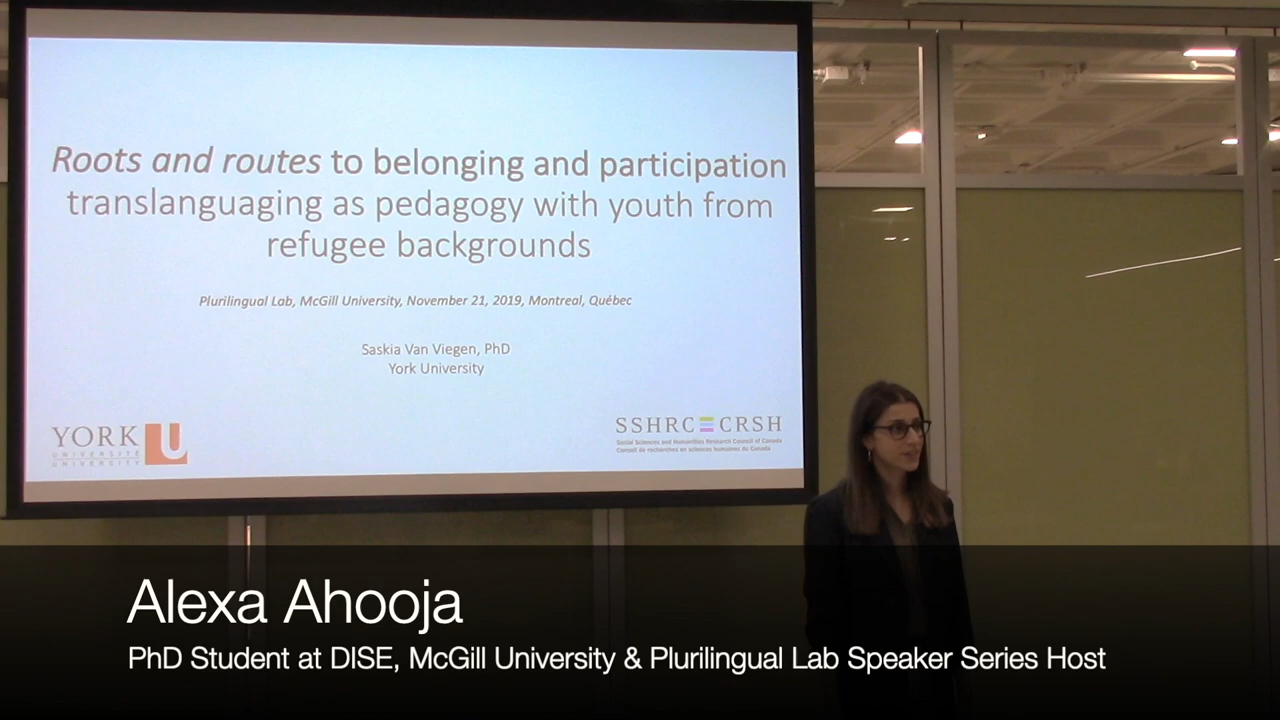 Roots and routes to belonging and participation
translanguaging as pedagogy with youth from
refugee backgrounds
Plurilingual Lab, McGill University, November 21, 2019, Montreal, Québec
Saskia Van Viegen, PhD
York University
YORK U
UNIVERSITÉ
UNIVERSITY
SSHRC CRSH
Social Sciences and Humanities Research Council of Canada
Conseil de recherches en sciences humaines du Canada
Alexa Ahooja
PhD Student at DISE, McGill University & Plurilingual Lab Speaker Series Host